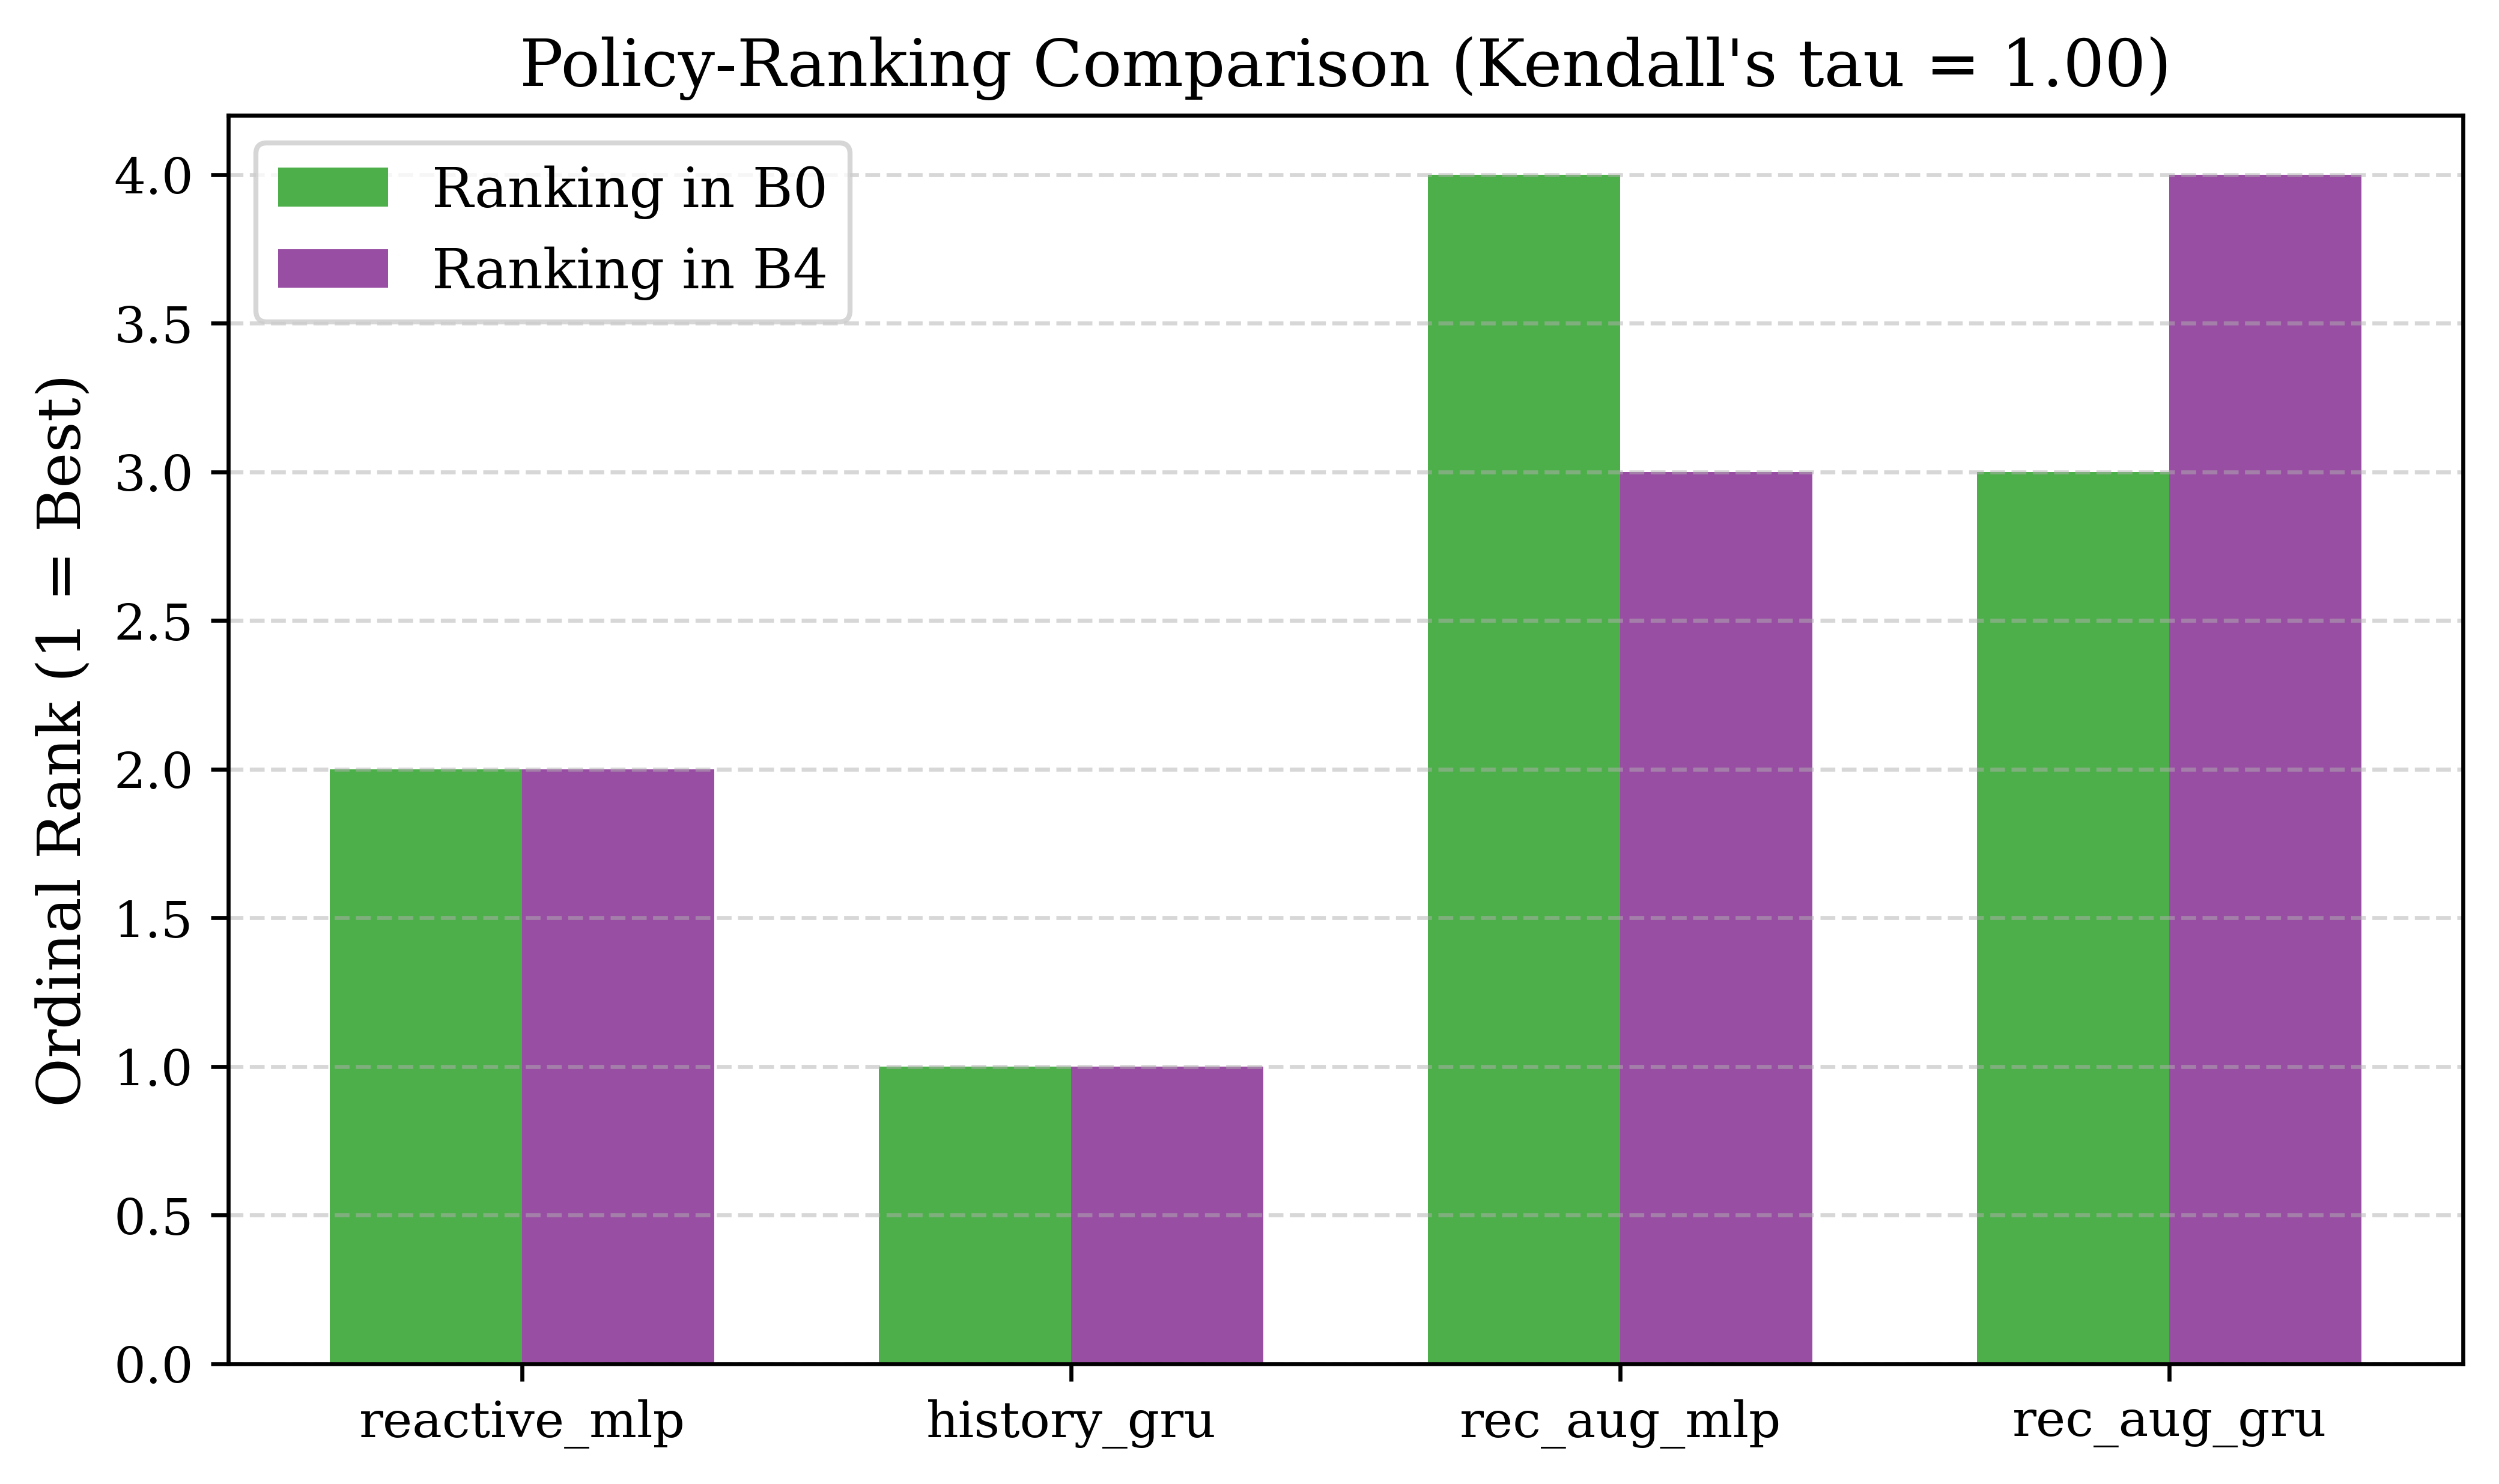 Policy-Ranking Comparison (Kendall's tau = 1.00)
Ranking in B0
Ranking in B4
Ordinal Rank (1 = Best)
4.0
3.5
3.0
2.5
2.0
1.5
1.0
0.5
0.0
reactive_mlp
history_gru
rec_aug_mlp
rec_aug_gru